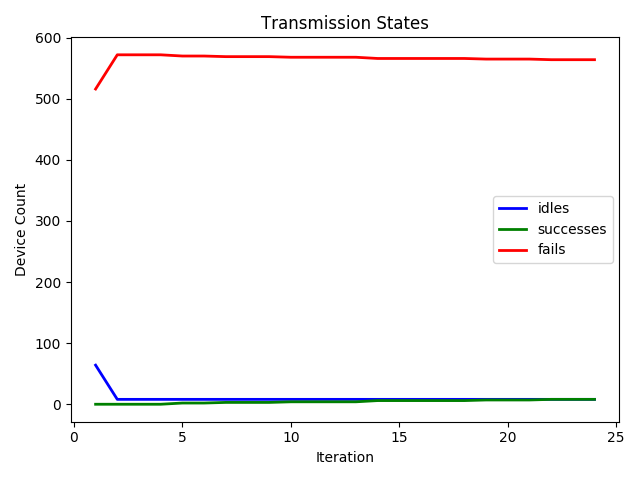 Transmission States
600
500
400
300
200
100
0
Device Count
idles
successes
fails
0 5 10 15 20 25
Iteration